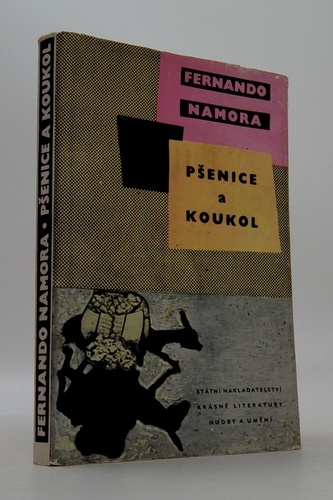 FERNANDO NAMORA • PŠENICE A KOUKOL
FERNANDO
NAMORA
PŠENICE
a
KOUKOL
STÁTNÍ NAKLADATELSTVÍ
KRÁSNÉ LITERATURY,
HUDBY A UMĚNÍ